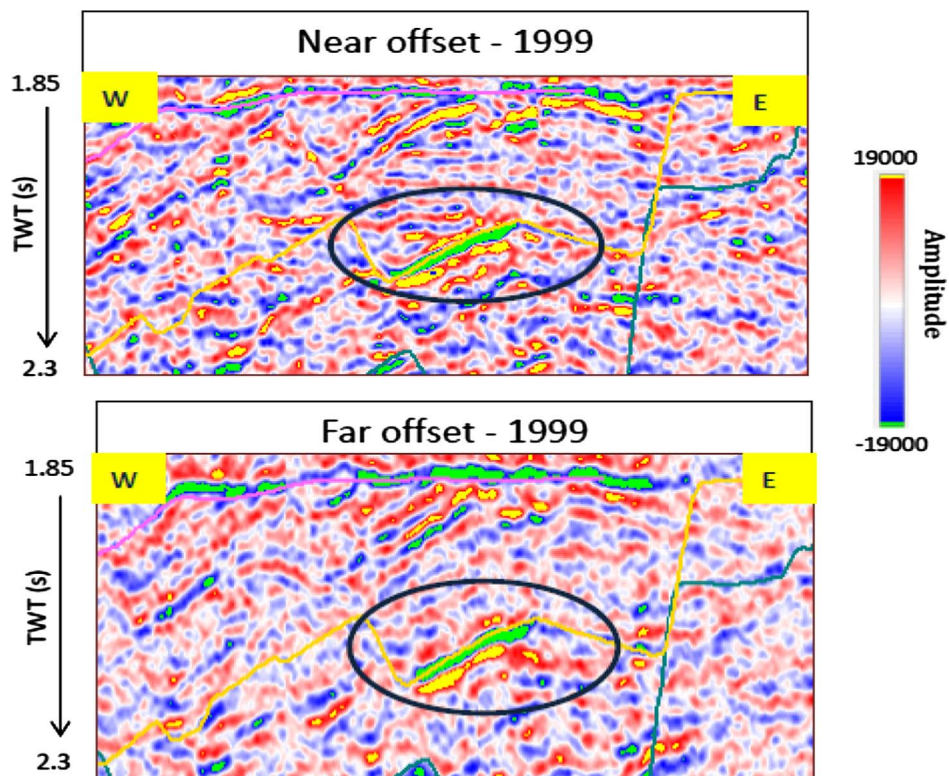 Near offset - 1999
1.85
W
E
TWT (s)
2.3
19000
Amplitude
-19000
Far offset - 1999
1.85
W
E
TWT (s)
2.3